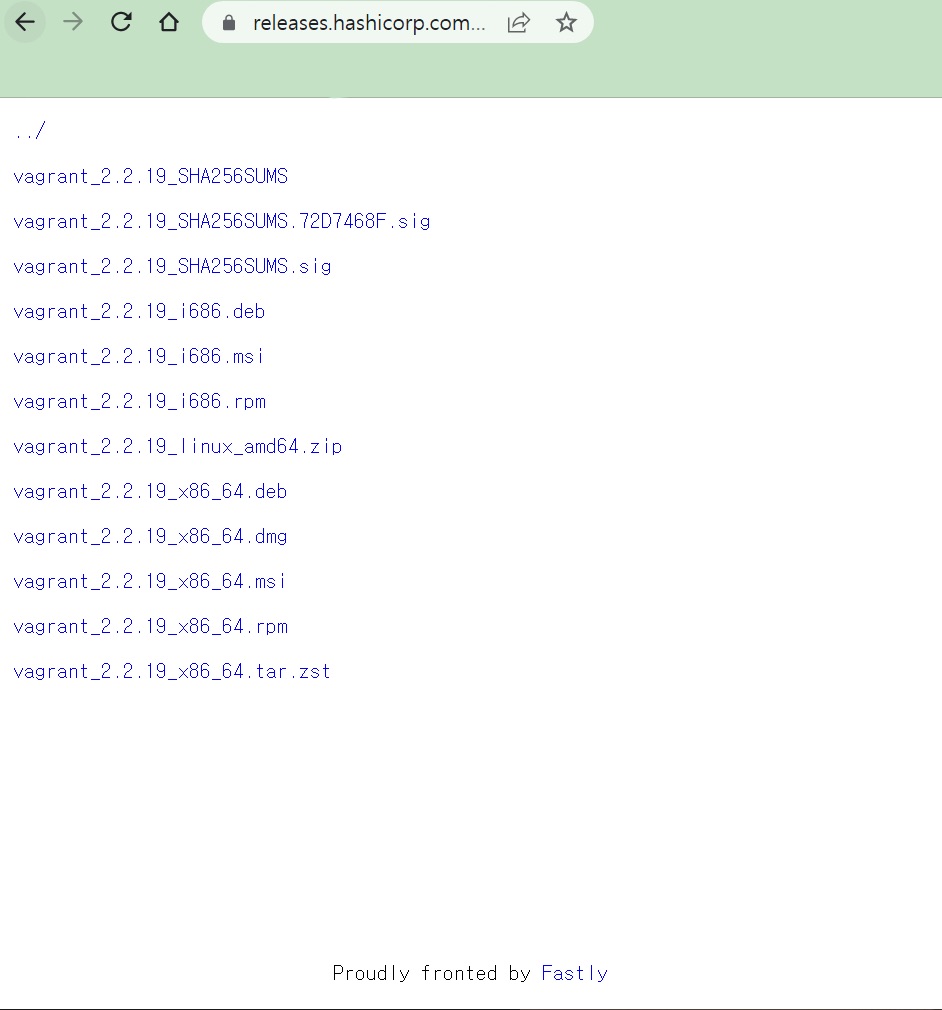 releases.hashicorp.com...
../
vagrant_2.2.19_SHA256SUMS
vagrant_2.2.19_SHA256SUMS.72D7468F.sig
vagrant_2.2.19_SHA256SUMS.sig
vagrant_2.2.19_i686.deb
vagrant_2.2.19_i686.msi
vagrant_2.2.19_i686.rpm
vagrant_2.2.19_linux_amd64.zip
vagrant_2.2.19_x86_64.deb
vagrant_2.2.19_x86_64.dmg
vagrant_2.2.19_x86_64.msi
vagrant_2.2.19_x86_64.rpm
vagrant_2.2.19_x86_64.tar.zst
Proudly fronted by Fastly